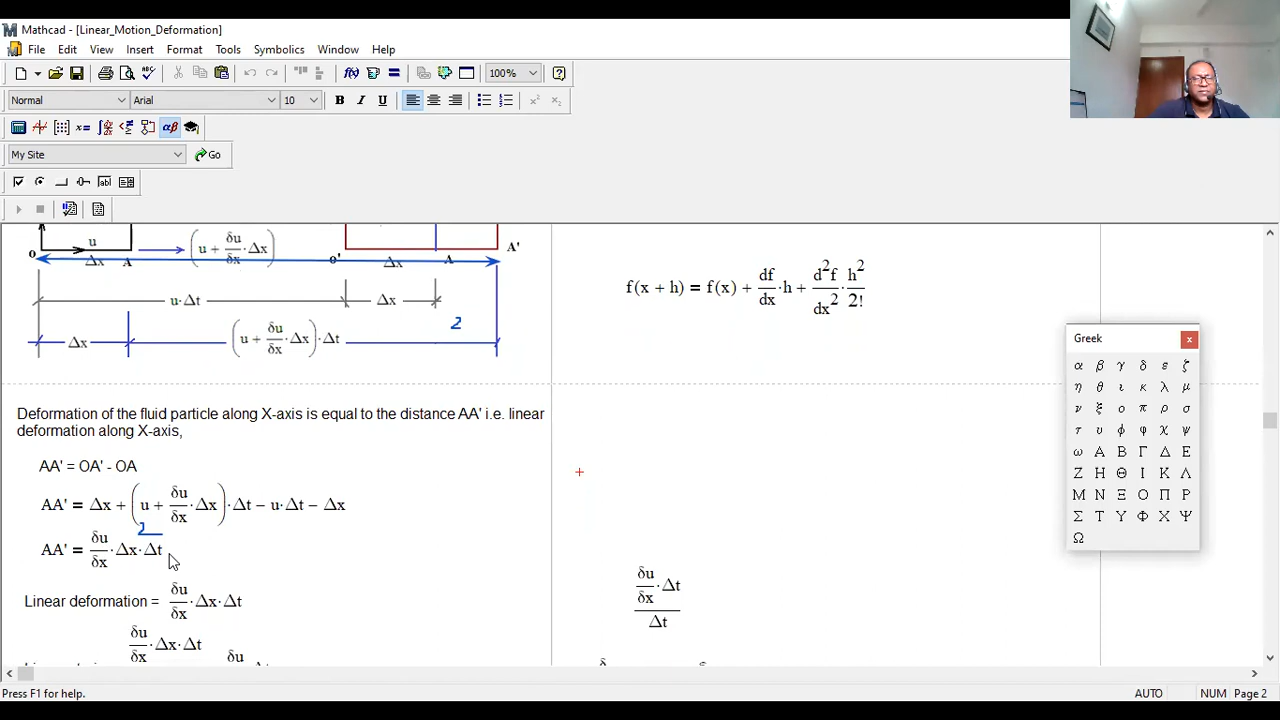 Mathcad - [Linear_Motion_Deformation]
File Edit View Insert Format Tools Symbolics Window Help
100%
Normal Arial 10 B I U
αβ
My Site Go
u (u + δu/δx · Δx) A'
O Δx A O' Δx A
u·Δt Δx
2
Δx (u + δu/δx · Δx) · Δt
f(x + h) = f(x) + df/dx · h + d²f/dx² · h²/2!
Deformation of the fluid particle along X-axis is equal to the distance AA' i.e. linear
deformation along X-axis,
AA' = OA' - OA
AA' = Δx + (u + δu/δx · Δx) · Δt − u·Δt − Δx
2
AA' = δu/δx · Δx·Δt
Linear deformation = δu/δx · Δx·Δt
δu/δx · Δx·Δt
δu
δu/δx · Δt
Δt
Greek x
α β γ δ ε ζ
η θ ι κ λ μ
ν ξ ο π ρ σ
τ υ φ χ ψ
ω Α Β Γ Δ Ε
Ζ Η Θ Ι Κ Λ
Μ Ν Ξ Ο Π Ρ
Σ Τ Υ Φ Χ Ψ
Ω
Press F1 for help. AUTO NUM Page 2